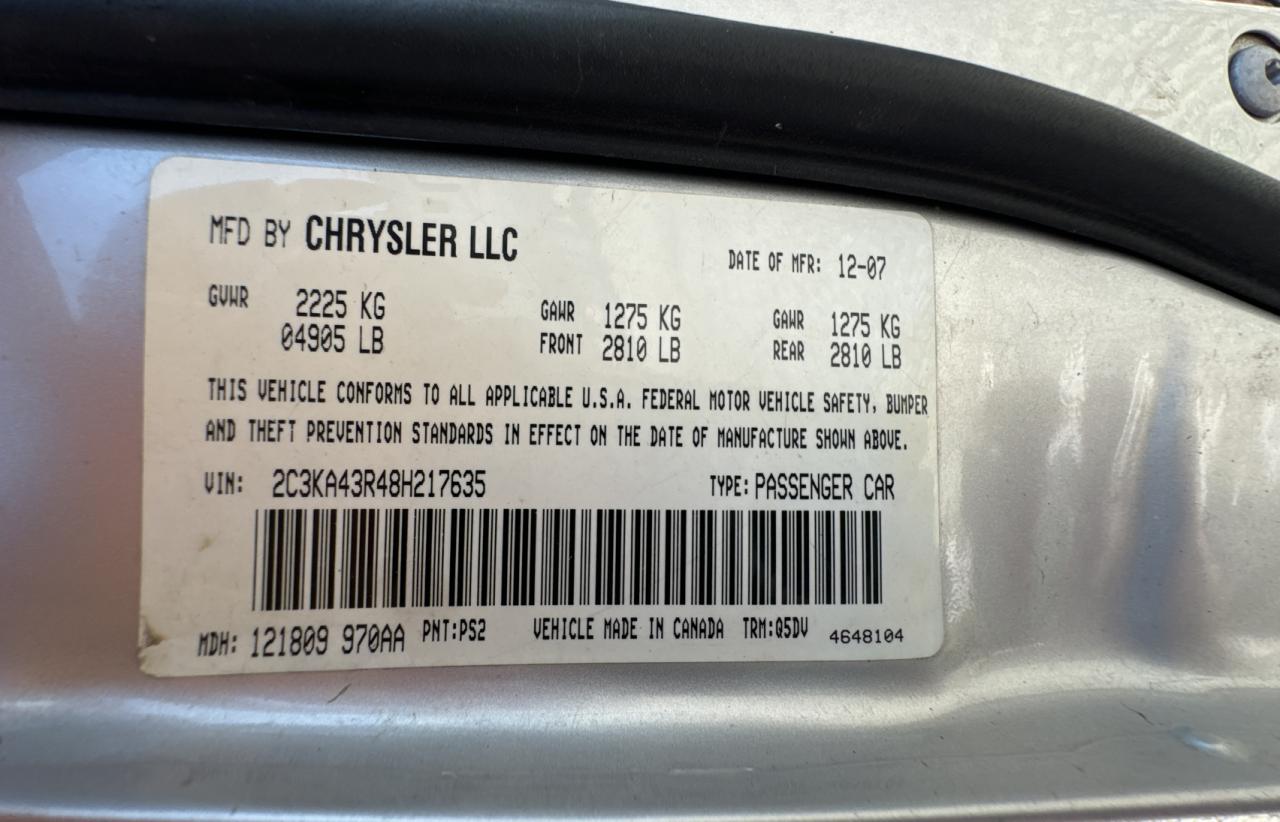 MFD BY CHRYSLER LLC
DATE OF MFR: 12-07
GVWR 2225 KG GAWR 1275 KG GAWR 1275 KG
04905 LB FRONT 2810 LB REAR 2810 LB
THIS VEHICLE CONFORMS TO ALL APPLICABLE U.S.A. FEDERAL MOTOR VEHICLE SAFETY, BUMPER
AND THEFT PREVENTION STANDARDS IN EFFECT ON THE DATE OF MANUFACTURE SHOWN ABOVE.
VIN: 2C3KA43R48H217635 TYPE: PASSENGER CAR
MDH: 121809 970AA PNT:PS2 VEHICLE MADE IN CANADA TRM:Q5DV 4648104